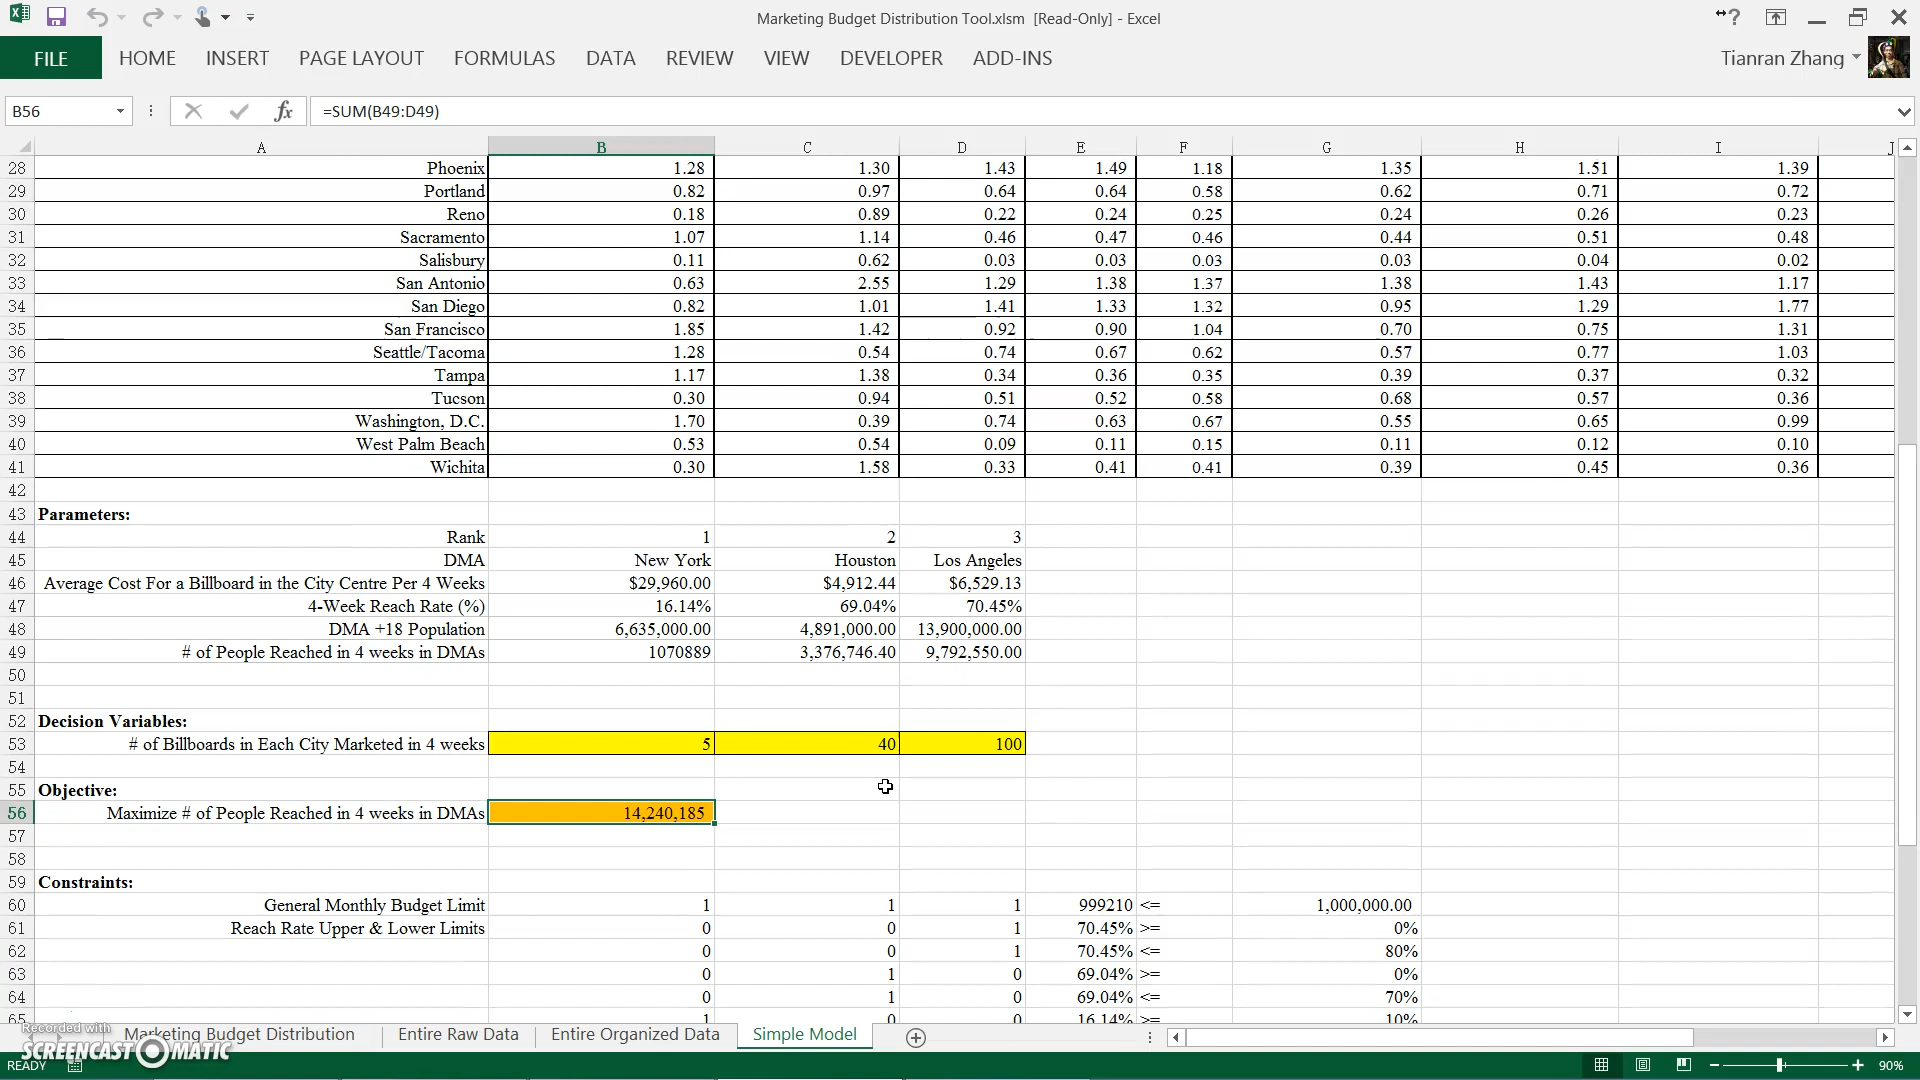 Marketing Budget Distribution Tool.xlsm [Read-Only] - Excel
FILE HOME INSERT PAGE LAYOUT FORMULAS DATA REVIEW VIEW DEVELOPER ADD-INS Tianran Zhang
B56 fx =SUM(B49:D49)
A B C D E F G H I J
28 Phoenix 1.28 1.30 1.43 1.49 1.18 1.35 1.51 1.39
29 Portland 0.82 0.97 0.64 0.64 0.58 0.62 0.71 0.72
30 Reno 0.18 0.89 0.22 0.24 0.25 0.24 0.26 0.23
31 Sacramento 1.07 1.14 0.46 0.47 0.46 0.44 0.51 0.48
32 Salisbury 0.11 0.62 0.03 0.03 0.03 0.03 0.04 0.02
33 San Antonio 0.63 2.55 1.29 1.38 1.37 1.38 1.43 1.17
34 San Diego 0.82 1.01 1.41 1.33 1.32 0.95 1.29 1.77
35 San Francisco 1.85 1.42 0.92 0.90 1.04 0.70 0.75 1.31
36 Seattle/Tacoma 1.28 0.54 0.74 0.67 0.62 0.57 0.77 1.03
37 Tampa 1.17 1.38 0.34 0.36 0.35 0.39 0.37 0.32
38 Tucson 0.30 0.94 0.51 0.52 0.58 0.68 0.57 0.36
39 Washington, D.C. 1.70 0.39 0.74 0.63 0.67 0.55 0.65 0.99
40 West Palm Beach 0.53 0.54 0.09 0.11 0.15 0.11 0.12 0.10
41 Wichita 0.30 1.58 0.33 0.41 0.41 0.39 0.45 0.36
42
43 Parameters:
44 Rank 1 2 3
45 DMA New York Houston Los Angeles
46 Average Cost For a Billboard in the City Centre Per 4 Weeks $29,960.00 $4,912.44 $6,529.13
47 4-Week Reach Rate (%) 16.14% 69.04% 70.45%
48 DMA +18 Population 6,635,000.00 4,891,000.00 13,900,000.00
49 # of People Reached in 4 weeks in DMAs 1070889 3,376,746.40 9,792,550.00
50
51
52 Decision Variables:
53 # of Billboards in Each City Marketed in 4 weeks 5 40 100
54
55 Objective:
56 Maximize # of People Reached in 4 weeks in DMAs 14,240,185
57
58
59 Constraints:
60 General Monthly Budget Limit 1 1 1 999210 <= 1,000,000.00
61 Reach Rate Upper & Lower Limits 0 0 1 70.45% >= 0%
62 0 0 1 70.45% <= 80%
63 0 1 0 69.04% >= 0%
64 0 1 0 69.04% <= 70%
65 1 0 0 16.14% >= 10%
Marketing Budget Distribution Entire Raw Data Entire Organized Data Simple Model
Recorded with
SCREENCAST MATIC
READY 90%